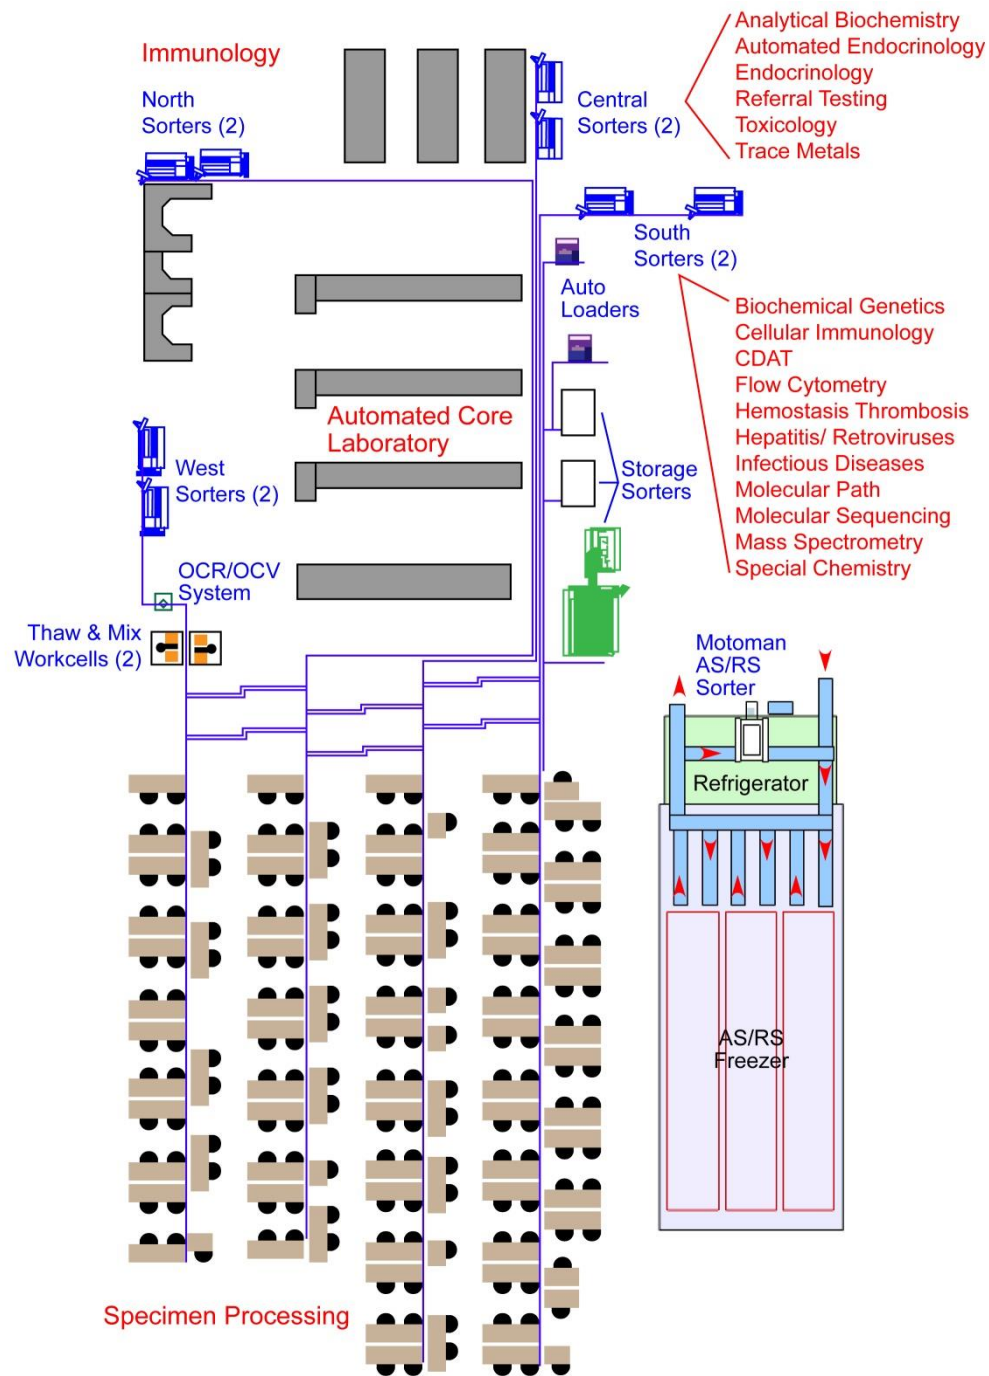 Immunology
North
Sorters (2)
Central
Sorters (2)
Analytical Biochemistry
Automated Endocrinology
Endocrinology
Referral Testing
Toxicology
Trace Metals
South
Sorters (2)
Auto
Loaders
Biochemical Genetics
Cellular Immunology
CDAT
Flow Cytometry
Hemostasis Thrombosis
Hepatitis/ Retroviruses
Infectious Diseases
Molecular Path
Molecular Sequencing
Mass Spectrometry
Special Chemistry
Automated Core
Laboratory
West
Sorters (2)
Storage
Sorters
OCR/OCV
System
Thaw & Mix
Workcells (2)
Motoman
AS/RS
Sorter
Refrigerator
AS/RS
Freezer
Specimen Processing